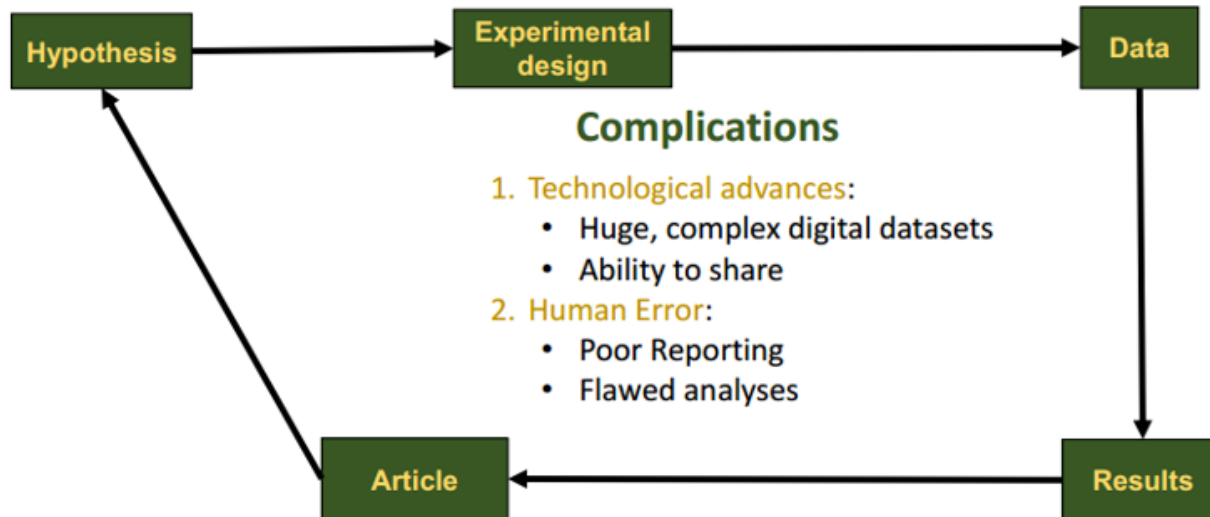 Hypothesis
Experimental
design
Data
Complications
1. Technological advances:
• Huge, complex digital datasets
• Ability to share
2. Human Error:
• Poor Reporting
• Flawed analyses
Article
Results